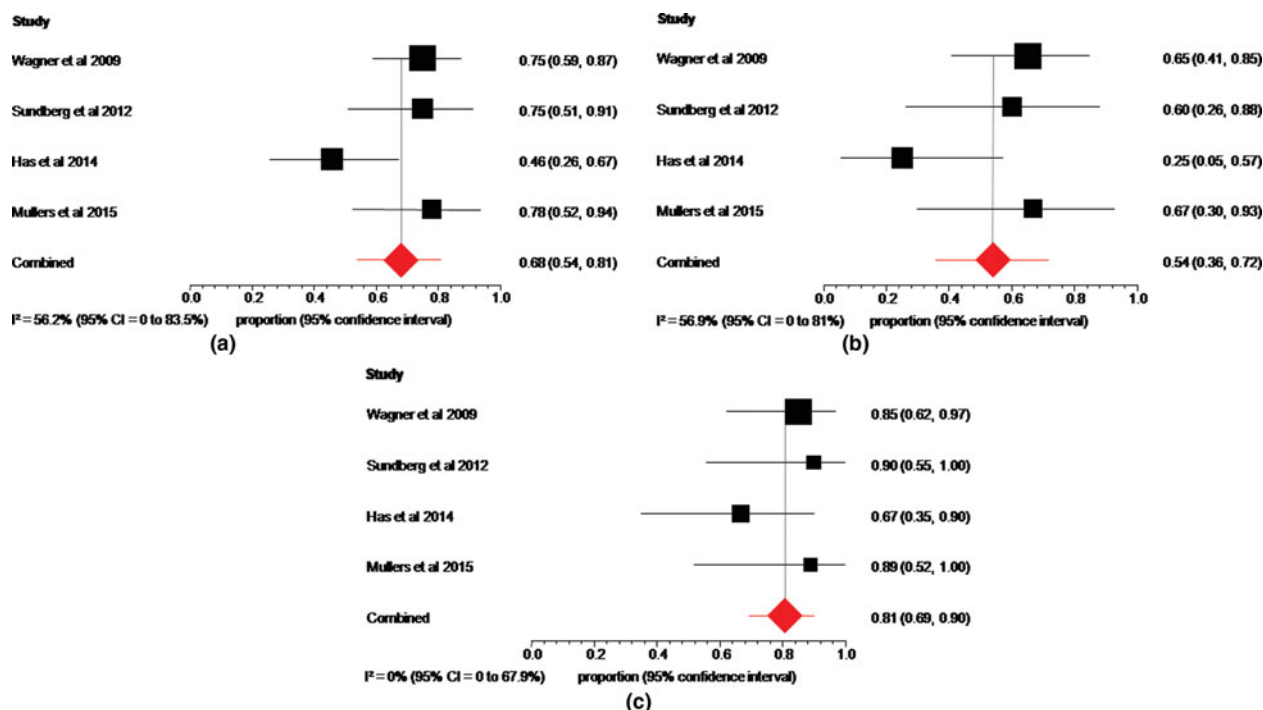 Study
Wagner et al 2009 0.75 (0.59, 0.87)
Sundberg et al 2012 0.75 (0.51, 0.91)
Has et al 2014 0.46 (0.26, 0.67)
Mullers et al 2015 0.78 (0.52, 0.94)
Combined 0.68 (0.54, 0.81)
0.0 0.2 0.4 0.6 0.8 1.0
I² = 56.2% (95% CI = 0 to 83.5%) proportion (95% confidence interval)
(a)
Study
Wagner et al 2009 0.65 (0.41, 0.85)
Sundberg et al 2012 0.60 (0.26, 0.88)
Has et al 2014 0.25 (0.05, 0.57)
Mullers et al 2015 0.67 (0.30, 0.93)
Combined 0.54 (0.36, 0.72)
0.0 0.2 0.4 0.6 0.8 1.0
I² = 56.9% (95% CI = 0 to 81%) proportion (95% confidence interval)
(b)
Study
Wagner et al 2009 0.85 (0.62, 0.97)
Sundberg et al 2012 0.90 (0.55, 1.00)
Has et al 2014 0.67 (0.35, 0.90)
Mullers et al 2015 0.89 (0.52, 1.00)
Combined 0.81 (0.69, 0.90)
0.0 0.2 0.4 0.6 0.8 1.0
I² = 0% (95% CI = 0 to 67.9%) proportion (95% confidence interval)
(c)